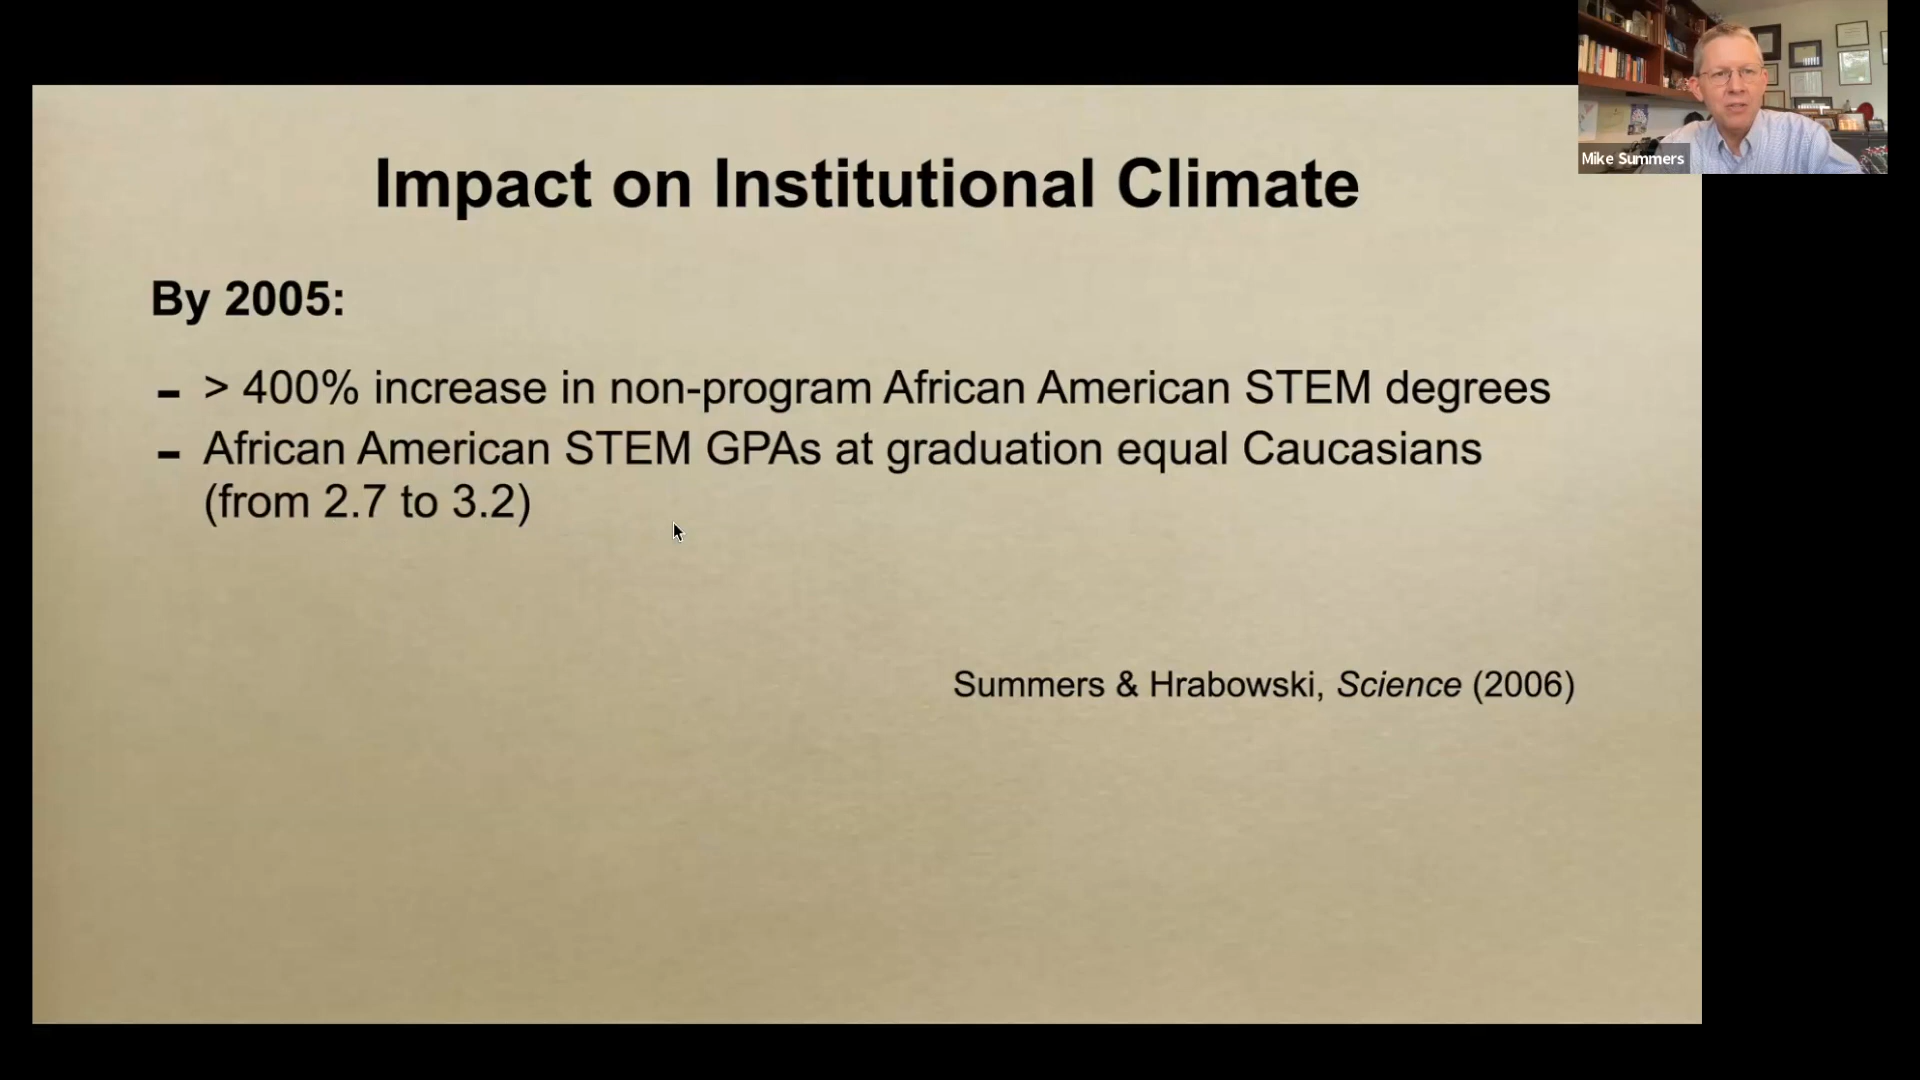 Impact on Institutional Climate
By 2005:
- > 400% increase in non-program African American STEM degrees
- African American STEM GPAs at graduation equal Caucasians
(from 2.7 to 3.2)
Summers & Hrabowski, Science (2006)
Mike Summers